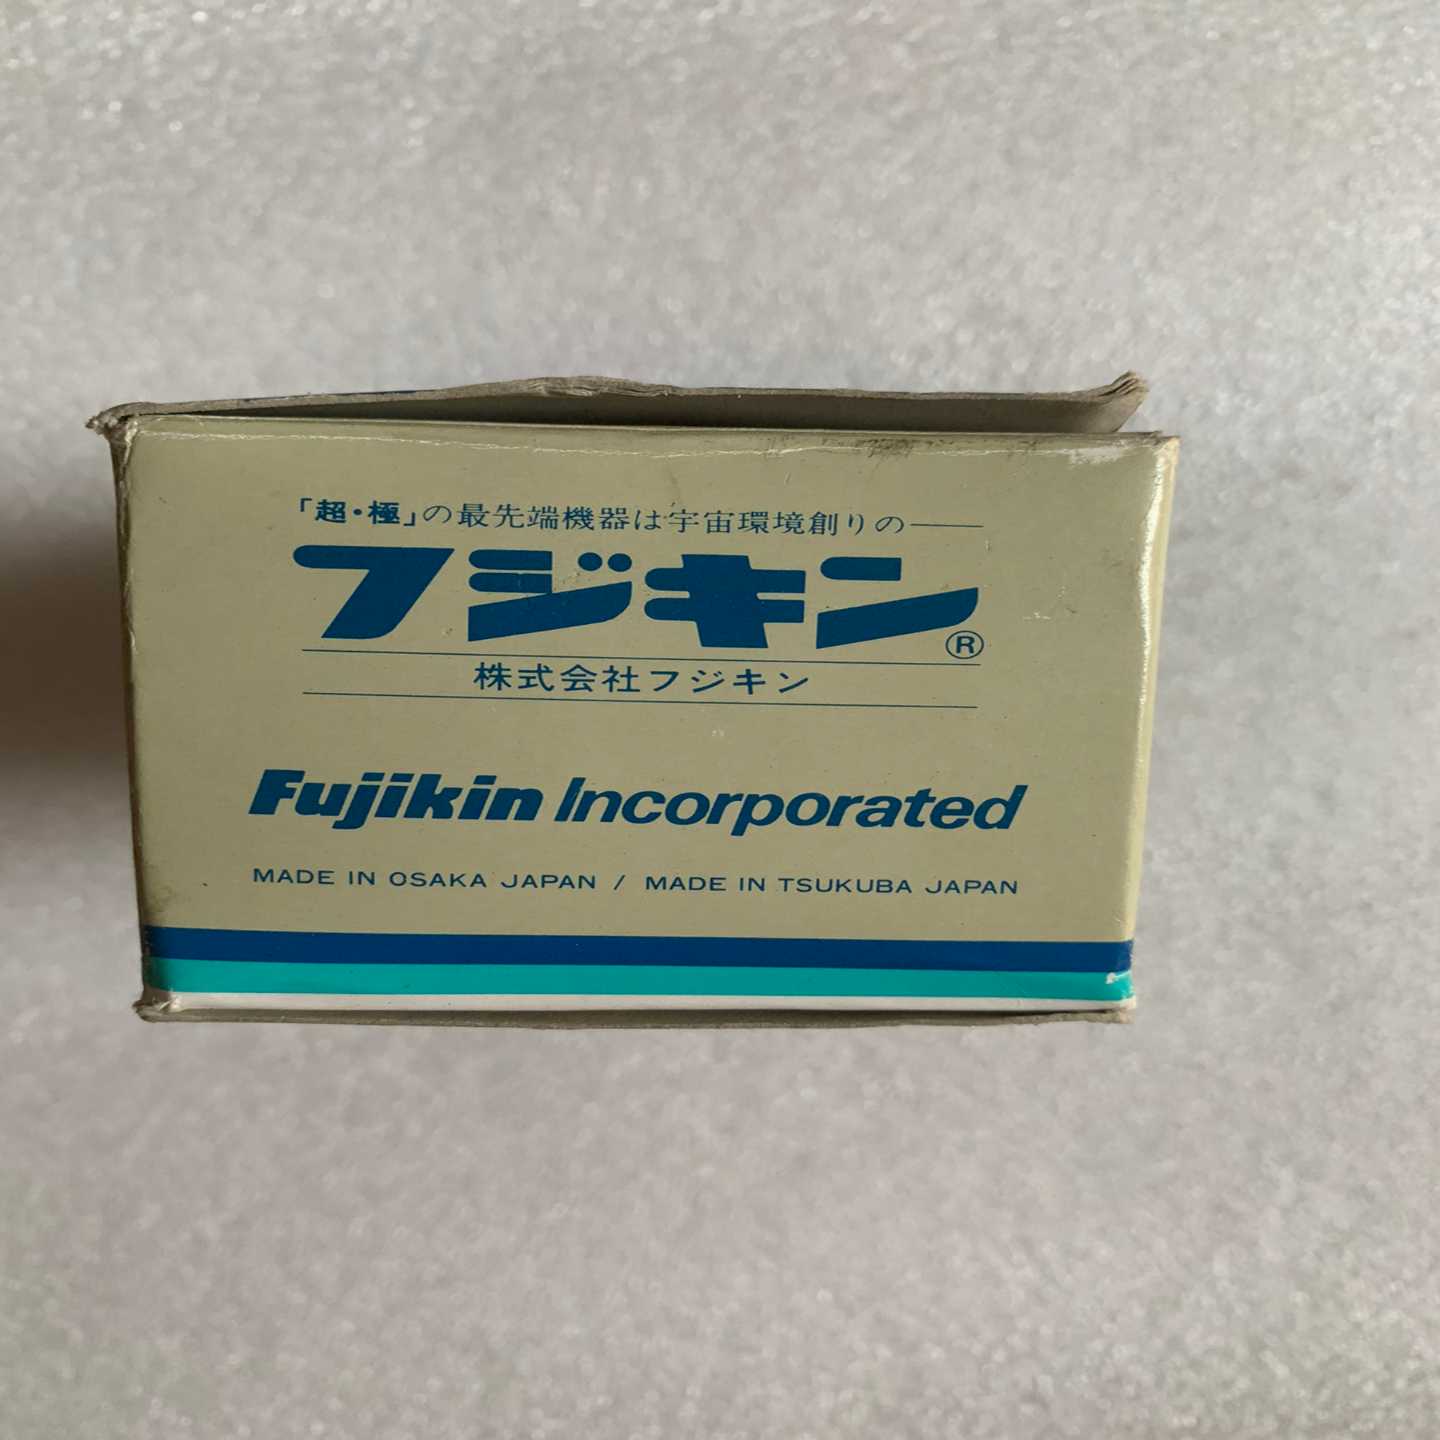 「超・極」の最先端機器は宇宙環境創りの——
フジキン®
株式会社フジキン
Fujikin Incorporated
MADE IN OSAKA JAPAN / MADE IN TSUKUBA JAPAN